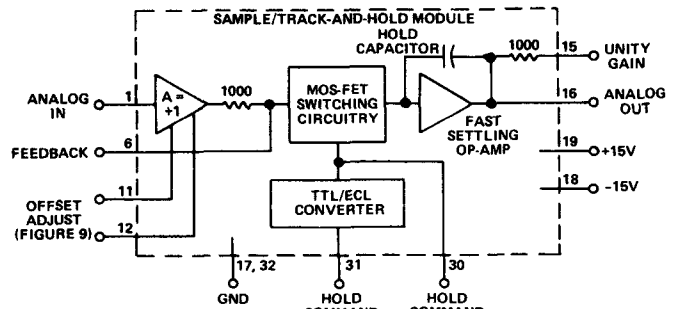 SAMPLE/TRACK-AND-HOLD MODULE
HOLD
CAPACITOR
1000
15
UNITY
GAIN
ANALOG
IN
1
A =
+1
1000
MOS-FET
SWITCHING
CIRCUITRY
16
ANALOG
OUT
FAST
SETTLING
OP-AMP
FEEDBACK
6
19
+15V
18
-15V
11
OFFSET
ADJUST
(FIGURE 9)
12
TTL/ECL
CONVERTER
17, 32
31
30
GND
HOLD
COMMAND
HOLD
COMMAND